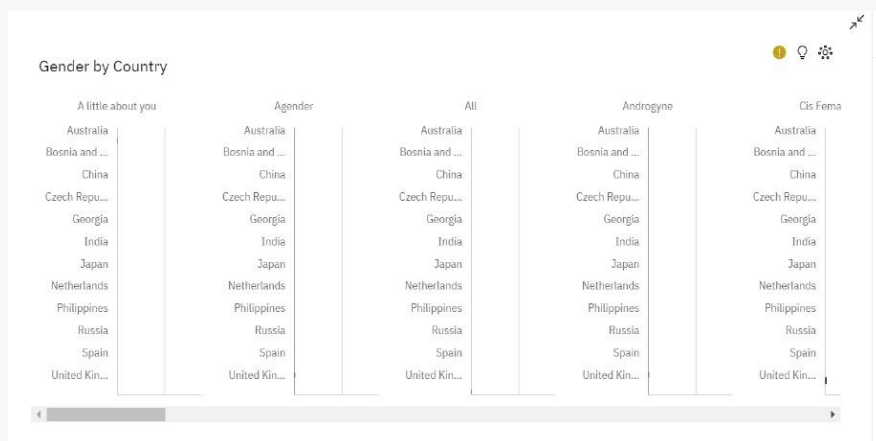 Gender by Country
A little about you Agender All Androgyne Cis Fema
Australia Australia Australia Australia Australia
Bosnia and ... Bosnia and ... Bosnia and ... Bosnia and ... Bosnia and ...
China China China China China
Czech Repu... Czech Repu... Czech Repu... Czech Repu... Czech Repu...
Georgia Georgia Georgia Georgia Georgia
India India India India India
Japan Japan Japan Japan Japan
Netherlands Netherlands Netherlands Netherlands Netherlands
Philippines Philippines Philippines Philippines Philippines
Russia Russia Russia Russia Russia
Spain Spain Spain Spain Spain
United Kin... United Kin... United Kin... United Kin... United Kin...